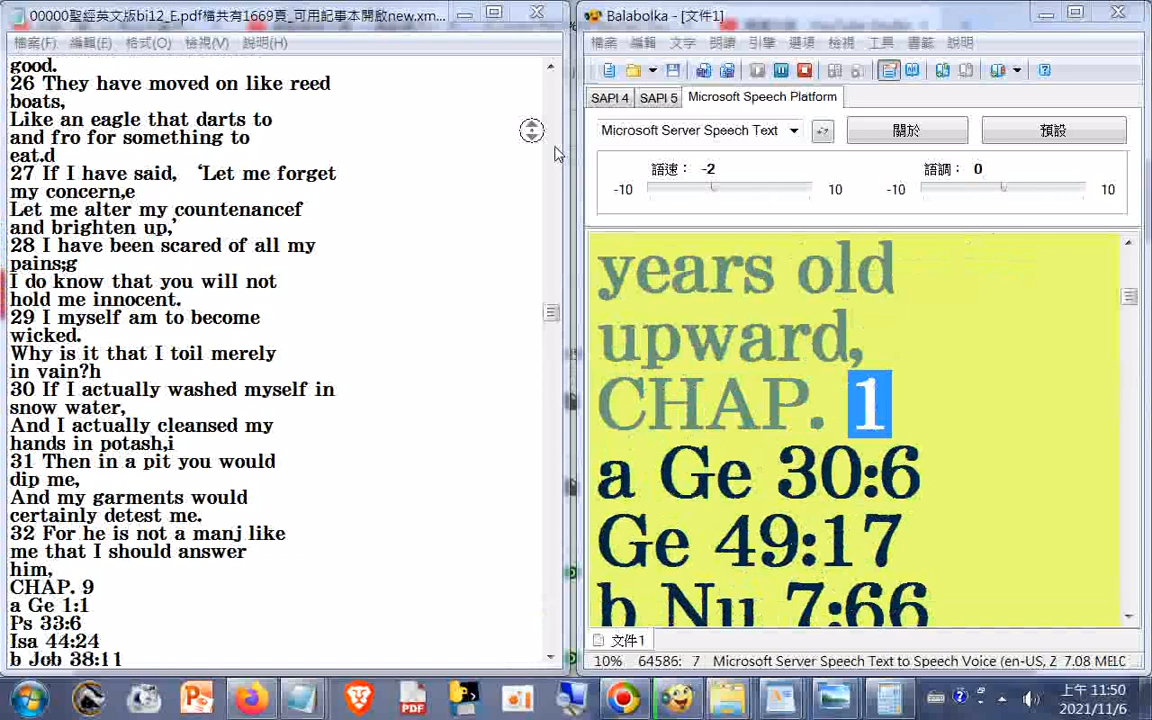 00000聖經英文版bi12_E.pdf檔共有1669頁_可用記事本開啟new.xm...
檔案(F) 編輯(E) 格式(O) 檢視(V) 說明(H)
good.
26 They have moved on like reed
boats,
Like an eagle that darts to
and fro for something to
eat.d
27 If I have said, ‘Let me forget
my concern,e
Let me alter my countenancef
and brighten up,’
28 I have been scared of all my
pains;g
I do know that you will not
hold me innocent.
29 I myself am to become
wicked.
Why is it that I toil merely
in vain?h
30 If I actually washed myself in
snow water,
And I actually cleansed my
hands in potash,i
31 Then in a pit you would
dip me,
And my garments would
certainly detest me.
32 For he is not a manj like
me that I should answer
him,
CHAP. 9
a Ge 1:1
Ps 33:6
Isa 44:24
b Job 38:11
Balabolka - [文件1]
檔案 編輯 文字 朗讀 引擎 選項 檢視 工具 書籤 說明
SAPI 4 SAPI 5 Microsoft Speech Platform
Microsoft Server Speech Text 關於 預設
語速： -2 語調： 0
-10 10 -10 10
years old
upward,
CHAP. 1
a Ge 30:6
Ge 49:17
b Nu 7:66
文件1
10% 64586: 7 Microsoft Server Speech Text to Speech Voice (en-US, Z 7.08 MELC
PDF
上午 11:50
2021/11/6